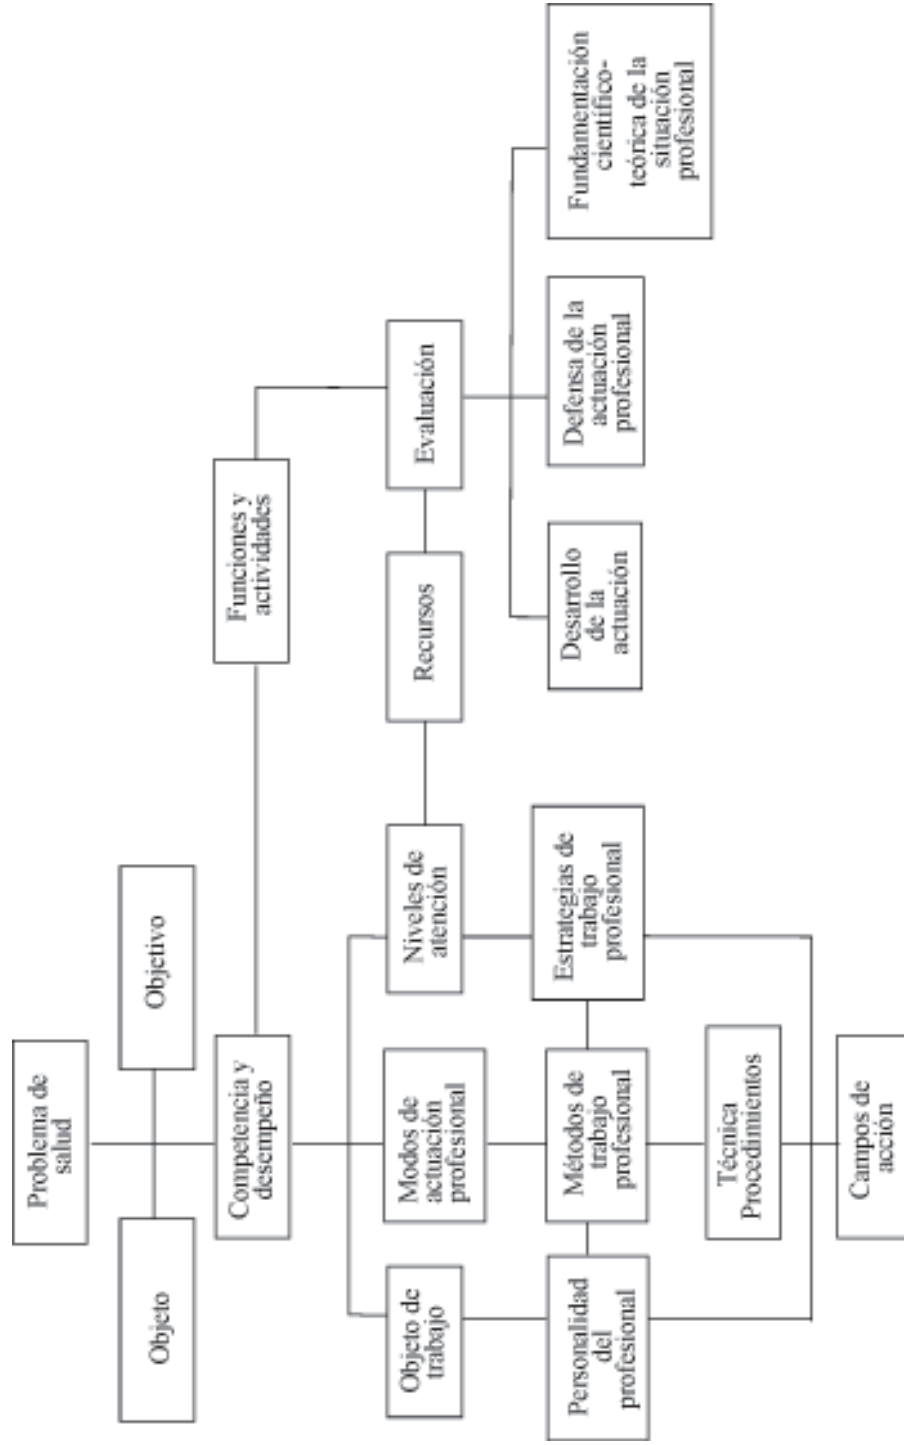 Problema de
salud
Objeto
Objetivo
Competencia y
desempeño
Funciones y
actividades
Objeto de
trabajo
Modos de
actuación
profesional
Niveles de
atención
Recursos
Evaluación
Personalidad
del
profesional
Métodos de
trabajo
profesional
Estrategias de
trabajo
profesional
Desarrollo
de la
actuación
Defensa de la
actuación
profesional
Fundamentación
científico-
teórica de la
situación
profesional
Técnica
Procedimientos
Campos de
acción